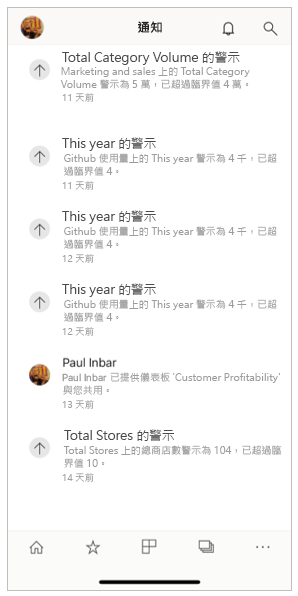 通知
Total Category Volume 的警示
Marketing and sales 上的 Total Category
Volume 警示為 5 萬，已超過臨界值 4 萬。
11 天前
This year 的警示
Github 使用量上的 This year 警示為 4 千，已超
過臨界值 4。
11 天前
This year 的警示
Github 使用量上的 This year 警示為 4 千，已超
過臨界值 4。
12 天前
This year 的警示
Github 使用量上的 This year 警示為 4 千，已超
過臨界值 4。
12 天前
Paul Inbar
Paul Inbar 已提供儀表板 'Customer Profitability'
與您共用。
13 天前
Total Stores 的警示
Total Stores 上的總商店數警示為 104，已超過臨
界值 10。
14 天前